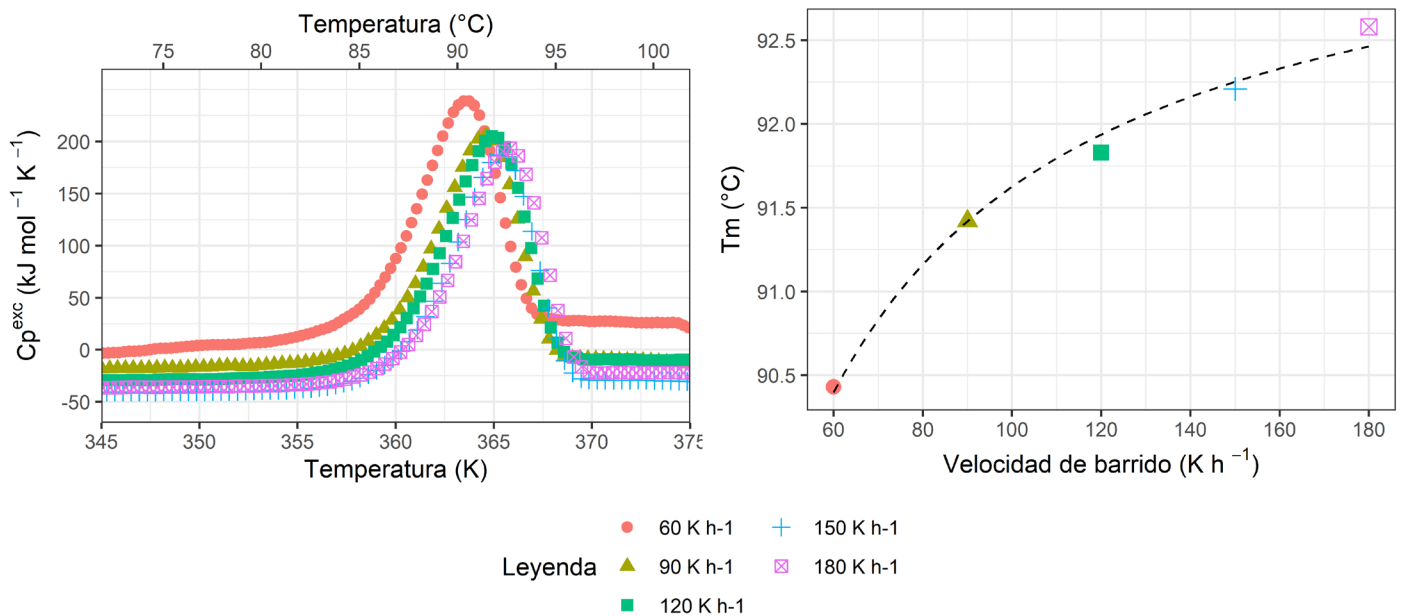 Temperatura (°C)
75 80 85 90 95 100
Cp^exc (kJ mol ⁻¹ K ⁻¹)
200
150
100
50
0
-50
345 350 355 360 365 370 375
Temperatura (K)
Tm (°C)
92.5
92.0
91.5
91.0
90.5
60 80 100 120 140 160 180
Velocidad de barrido (K h ⁻¹)
Leyenda
60 K h-1
90 K h-1
120 K h-1
150 K h-1
180 K h-1